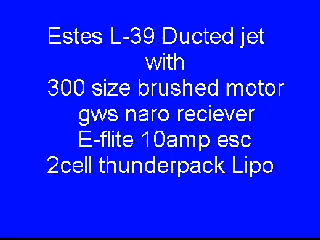 Estes L-39 Ducted jet
with
300 size brushed motor
gws naro reciever
E-flite 10amp esc
2cell thunderpack Lipo